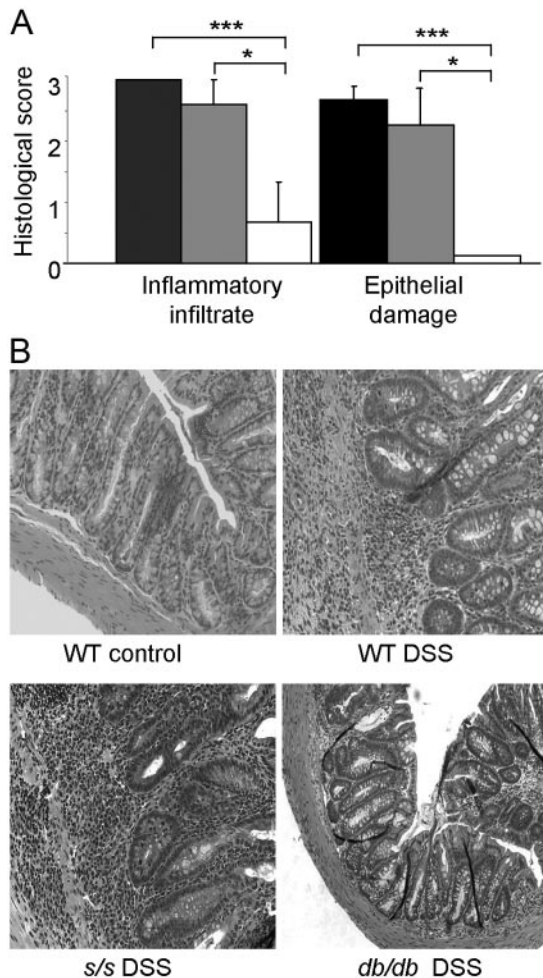 A
***
***
*
*
Histological score
3
2
1
0
Inflammatory
infiltrate
Epithelial
damage
B
WT control
WT DSS
s/s DSS
db/db DSS